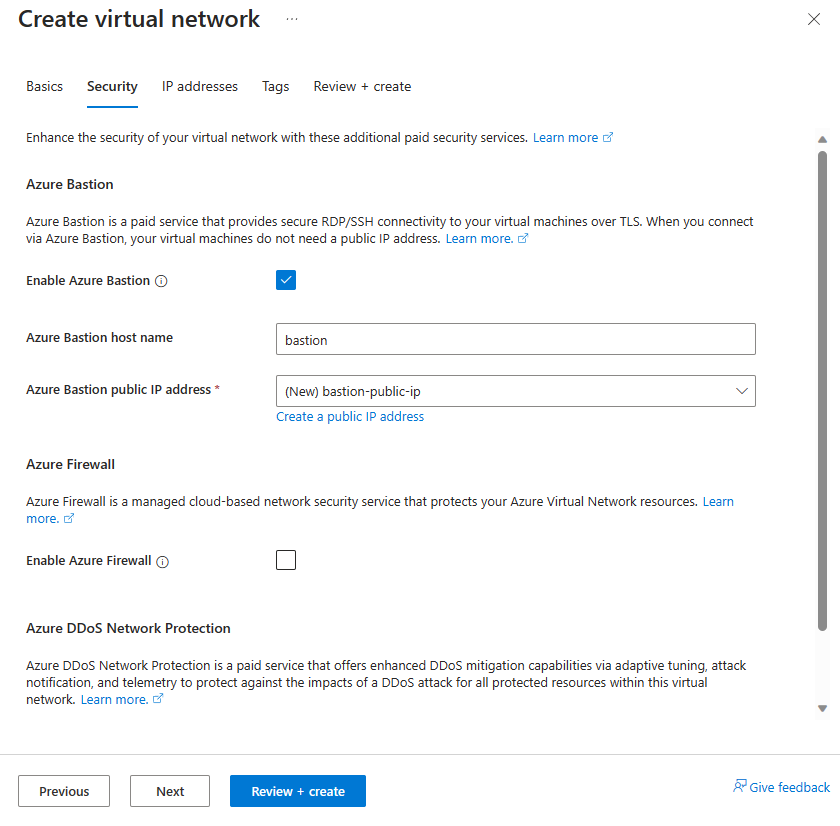 Create virtual network ...
Basics Security IP addresses Tags Review + create
Enhance the security of your virtual network with these additional paid security services. Learn more
Azure Bastion
Azure Bastion is a paid service that provides secure RDP/SSH connectivity to your virtual machines over TLS. When you connect
via Azure Bastion, your virtual machines do not need a public IP address. Learn more.
Enable Azure Bastion
Azure Bastion host name
bastion
Azure Bastion public IP address *
(New) bastion-public-ip
Create a public IP address
Azure Firewall
Azure Firewall is a managed cloud-based network security service that protects your Azure Virtual Network resources. Learn
more.
Enable Azure Firewall
Azure DDoS Network Protection
Azure DDoS Network Protection is a paid service that offers enhanced DDoS mitigation capabilities via adaptive tuning, attack
notification, and telemetry to protect against the impacts of a DDoS attack for all protected resources within this virtual
network. Learn more.
Previous Next Review + create Give feedback